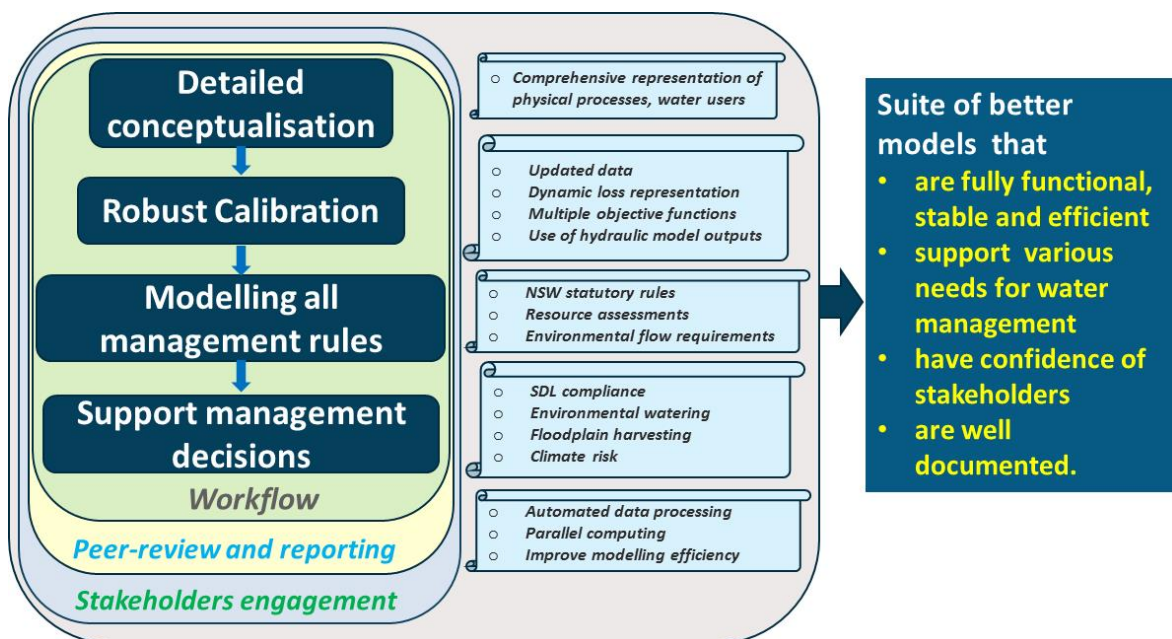 Detailed
conceptualisation
Robust Calibration
Modelling all
management rules
Support management
decisions
Workflow
Peer-review and reporting
Stakeholders engagement
o Comprehensive representation of
physical processes, water users
o Updated data
o Dynamic loss representation
o Multiple objective functions
o Use of hydraulic model outputs
o NSW statutory rules
o Resource assessments
o Environmental flow requirements
o SDL compliance
o Environmental watering
o Floodplain harvesting
o Climate risk
o Automated data processing
o Parallel computing
o Improve modelling efficiency
Suite of better
models that
• are fully functional,
stable and efficient
• support various
needs for water
management
• have confidence of
stakeholders
• are well
documented.